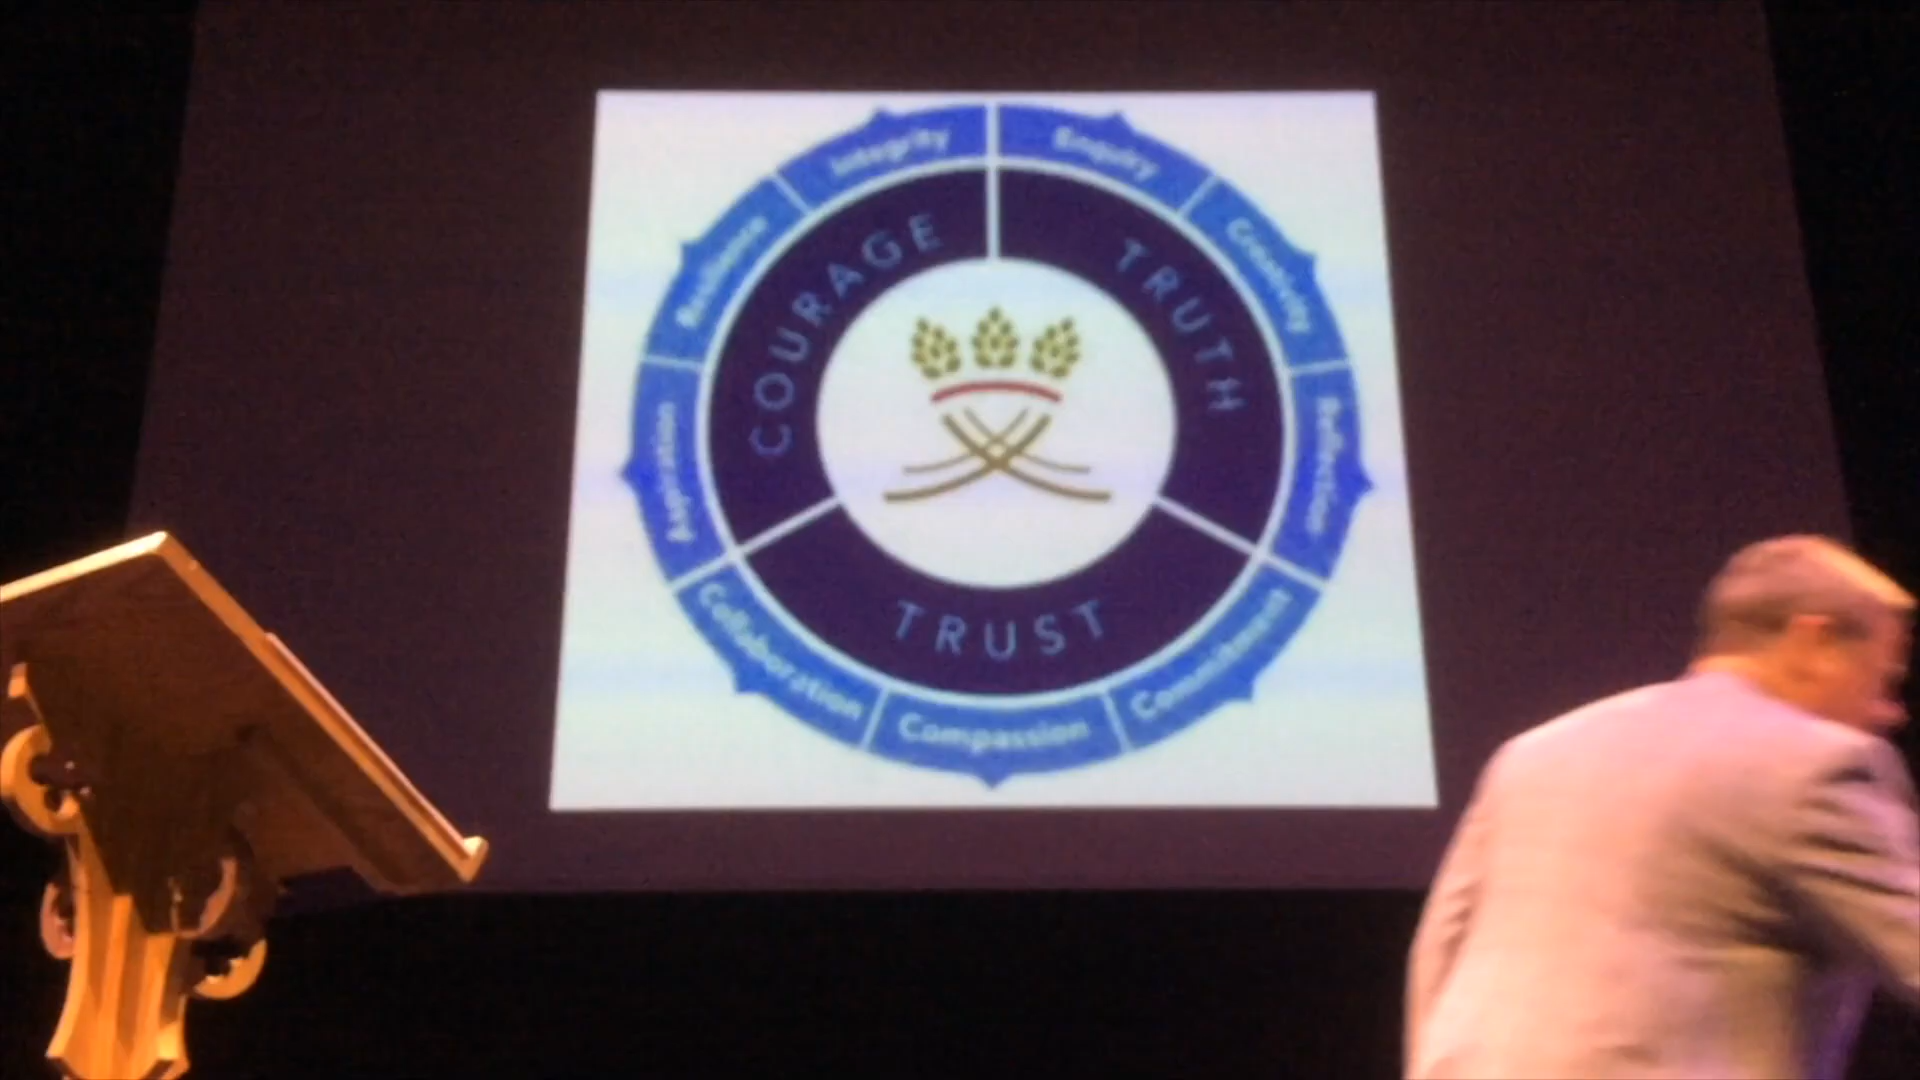 Integrity
Enquiry
Resilience
Creativity
COURAGE
TRUTH
Aspiration
Reflection
TRUST
Collaboration
Compassion
Commitment